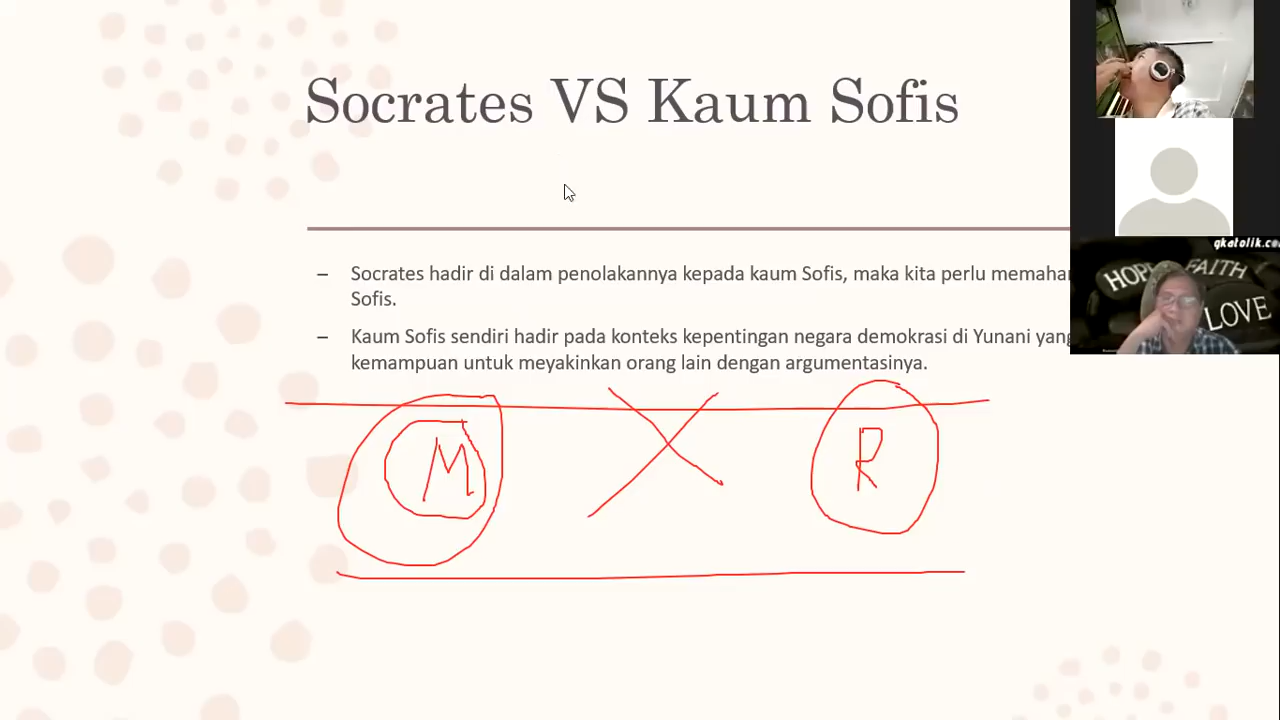 Socrates VS Kaum Sofis
– Socrates hadir di dalam penolakannya kepada kaum Sofis, maka kita perlu memahar
Sofis.
– Kaum Sofis sendiri hadir pada konteks kepentingan negara demokrasi di Yunani yang
kemampuan untuk meyakinkan orang lain dengan argumentasinya.
M
R
gkatolik.co
HOPE FAITH
LOVE